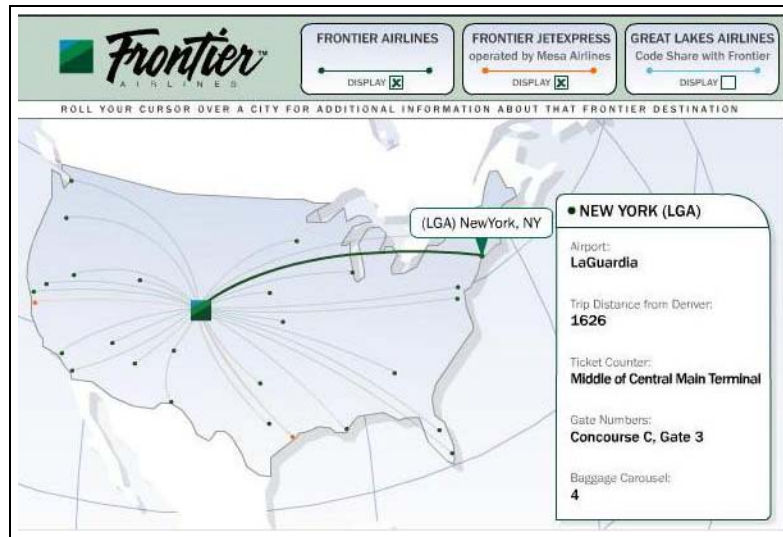 Frontier™
AIRLINES
FRONTIER AIRLINES
DISPLAY
FRONTIER JETEXPRESS
operated by Mesa Airlines
DISPLAY
GREAT LAKES AIRLINES
Code Share with Frontier
DISPLAY
ROLL YOUR CURSOR OVER A CITY FOR ADDITIONAL INFORMATION ABOUT THAT FRONTIER DESTINATION
(LGA) NewYork, NY
NEW YORK (LGA)
Airport:
LaGuardia
Trip Distance from Denver:
1626
Ticket Counter:
Middle of Central Main Terminal
Gate Numbers:
Concourse C, Gate 3
Baggage Carousel:
4